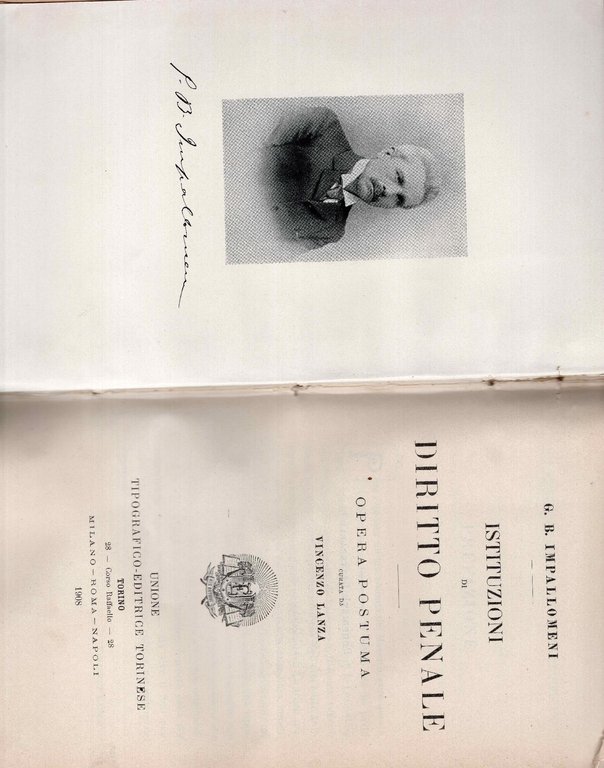 G. B. Impallomeni
G. B. IMPALLOMENI
ISTITUZIONI
DI
DIRITTO PENALE
OPERA POSTUMA
CURATA DA
VINCENZO LANZA
UNIONE
TIPOGRAFICO-EDITRICE TORINESE
TORINO
28 — Corso Raffaello — 28
MILANO — ROMA — NAPOLI
1908